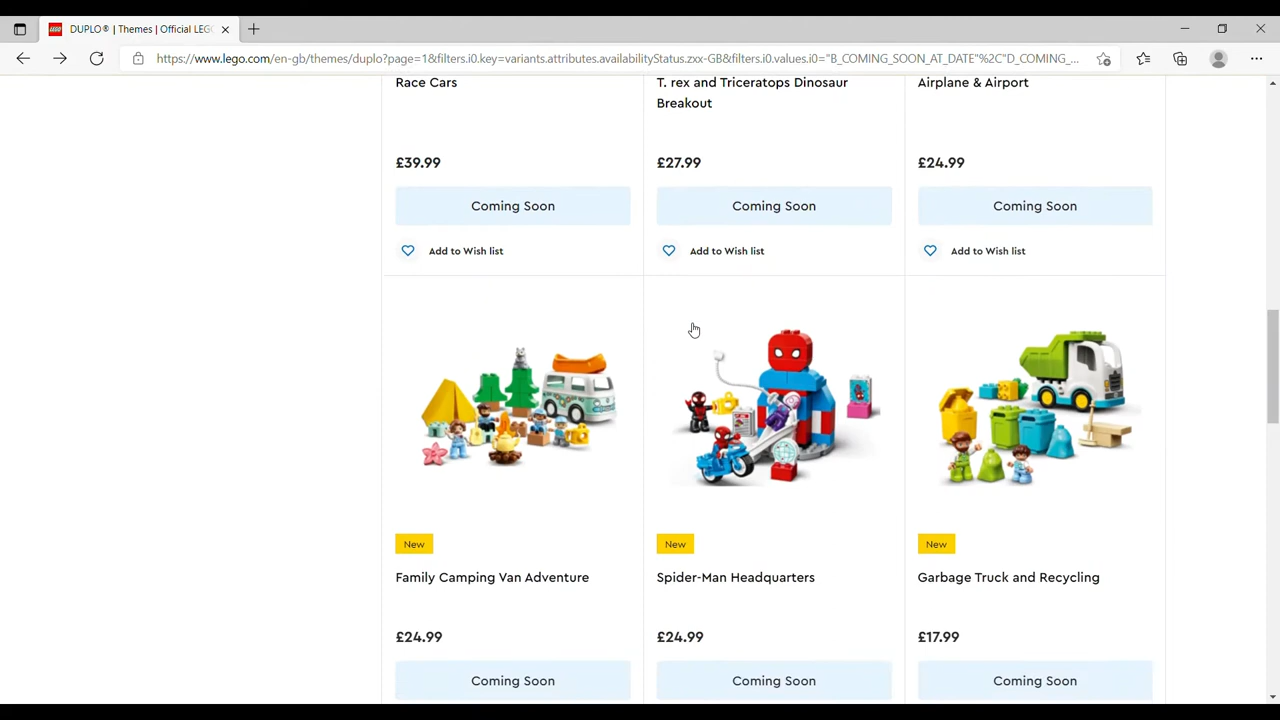 DUPLO® | Themes | Official LEG
https://www.lego.com/en-gb/themes/duplo?page=1&filters.i0.key=variants.attributes.availabilityStatus.zxx-GB&filters.i0.values.i0="B_COMING_SOON_AT_DATE"%2C"D_COMING_...
Race Cars
T. rex and Triceratops Dinosaur
Breakout
Airplane & Airport
£39.99
£27.99
£24.99
Coming Soon
Coming Soon
Coming Soon
Add to Wish list
Add to Wish list
Add to Wish list
New
New
New
Family Camping Van Adventure
Spider-Man Headquarters
Garbage Truck and Recycling
£24.99
£24.99
£17.99
Coming Soon
Coming Soon
Coming Soon